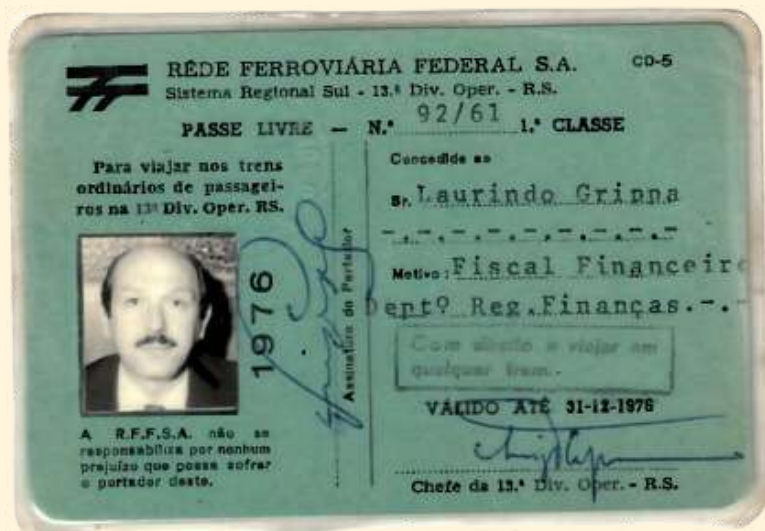 RÊDE FERROVIÁRIA FEDERAL S.A. CO-5
Sistema Regional Sul - 13.ª Div. Oper. - R.S.
PASSE LIVRE — N.º 92/61 1.ª CLASSE
Para viajar nos trens
ordinários de passagei-
ros na 13ª Div. Oper. RS.
1976
Assinatura do Portador
A R.F.F.S.A. não se
responsabiliza por nenhum
prejuízo que possa sofrer
o portador deste.
Concedido ao
Sr. Laurindo Grippa
Motivo: Fiscal Financeiro
Deptº Reg.Finanças.-.-
Com direito a viajar em
qualquer trem.
VÁLIDO ATÉ 31-12-1976
Chefe da 13.ª Div. Oper. - R.S.